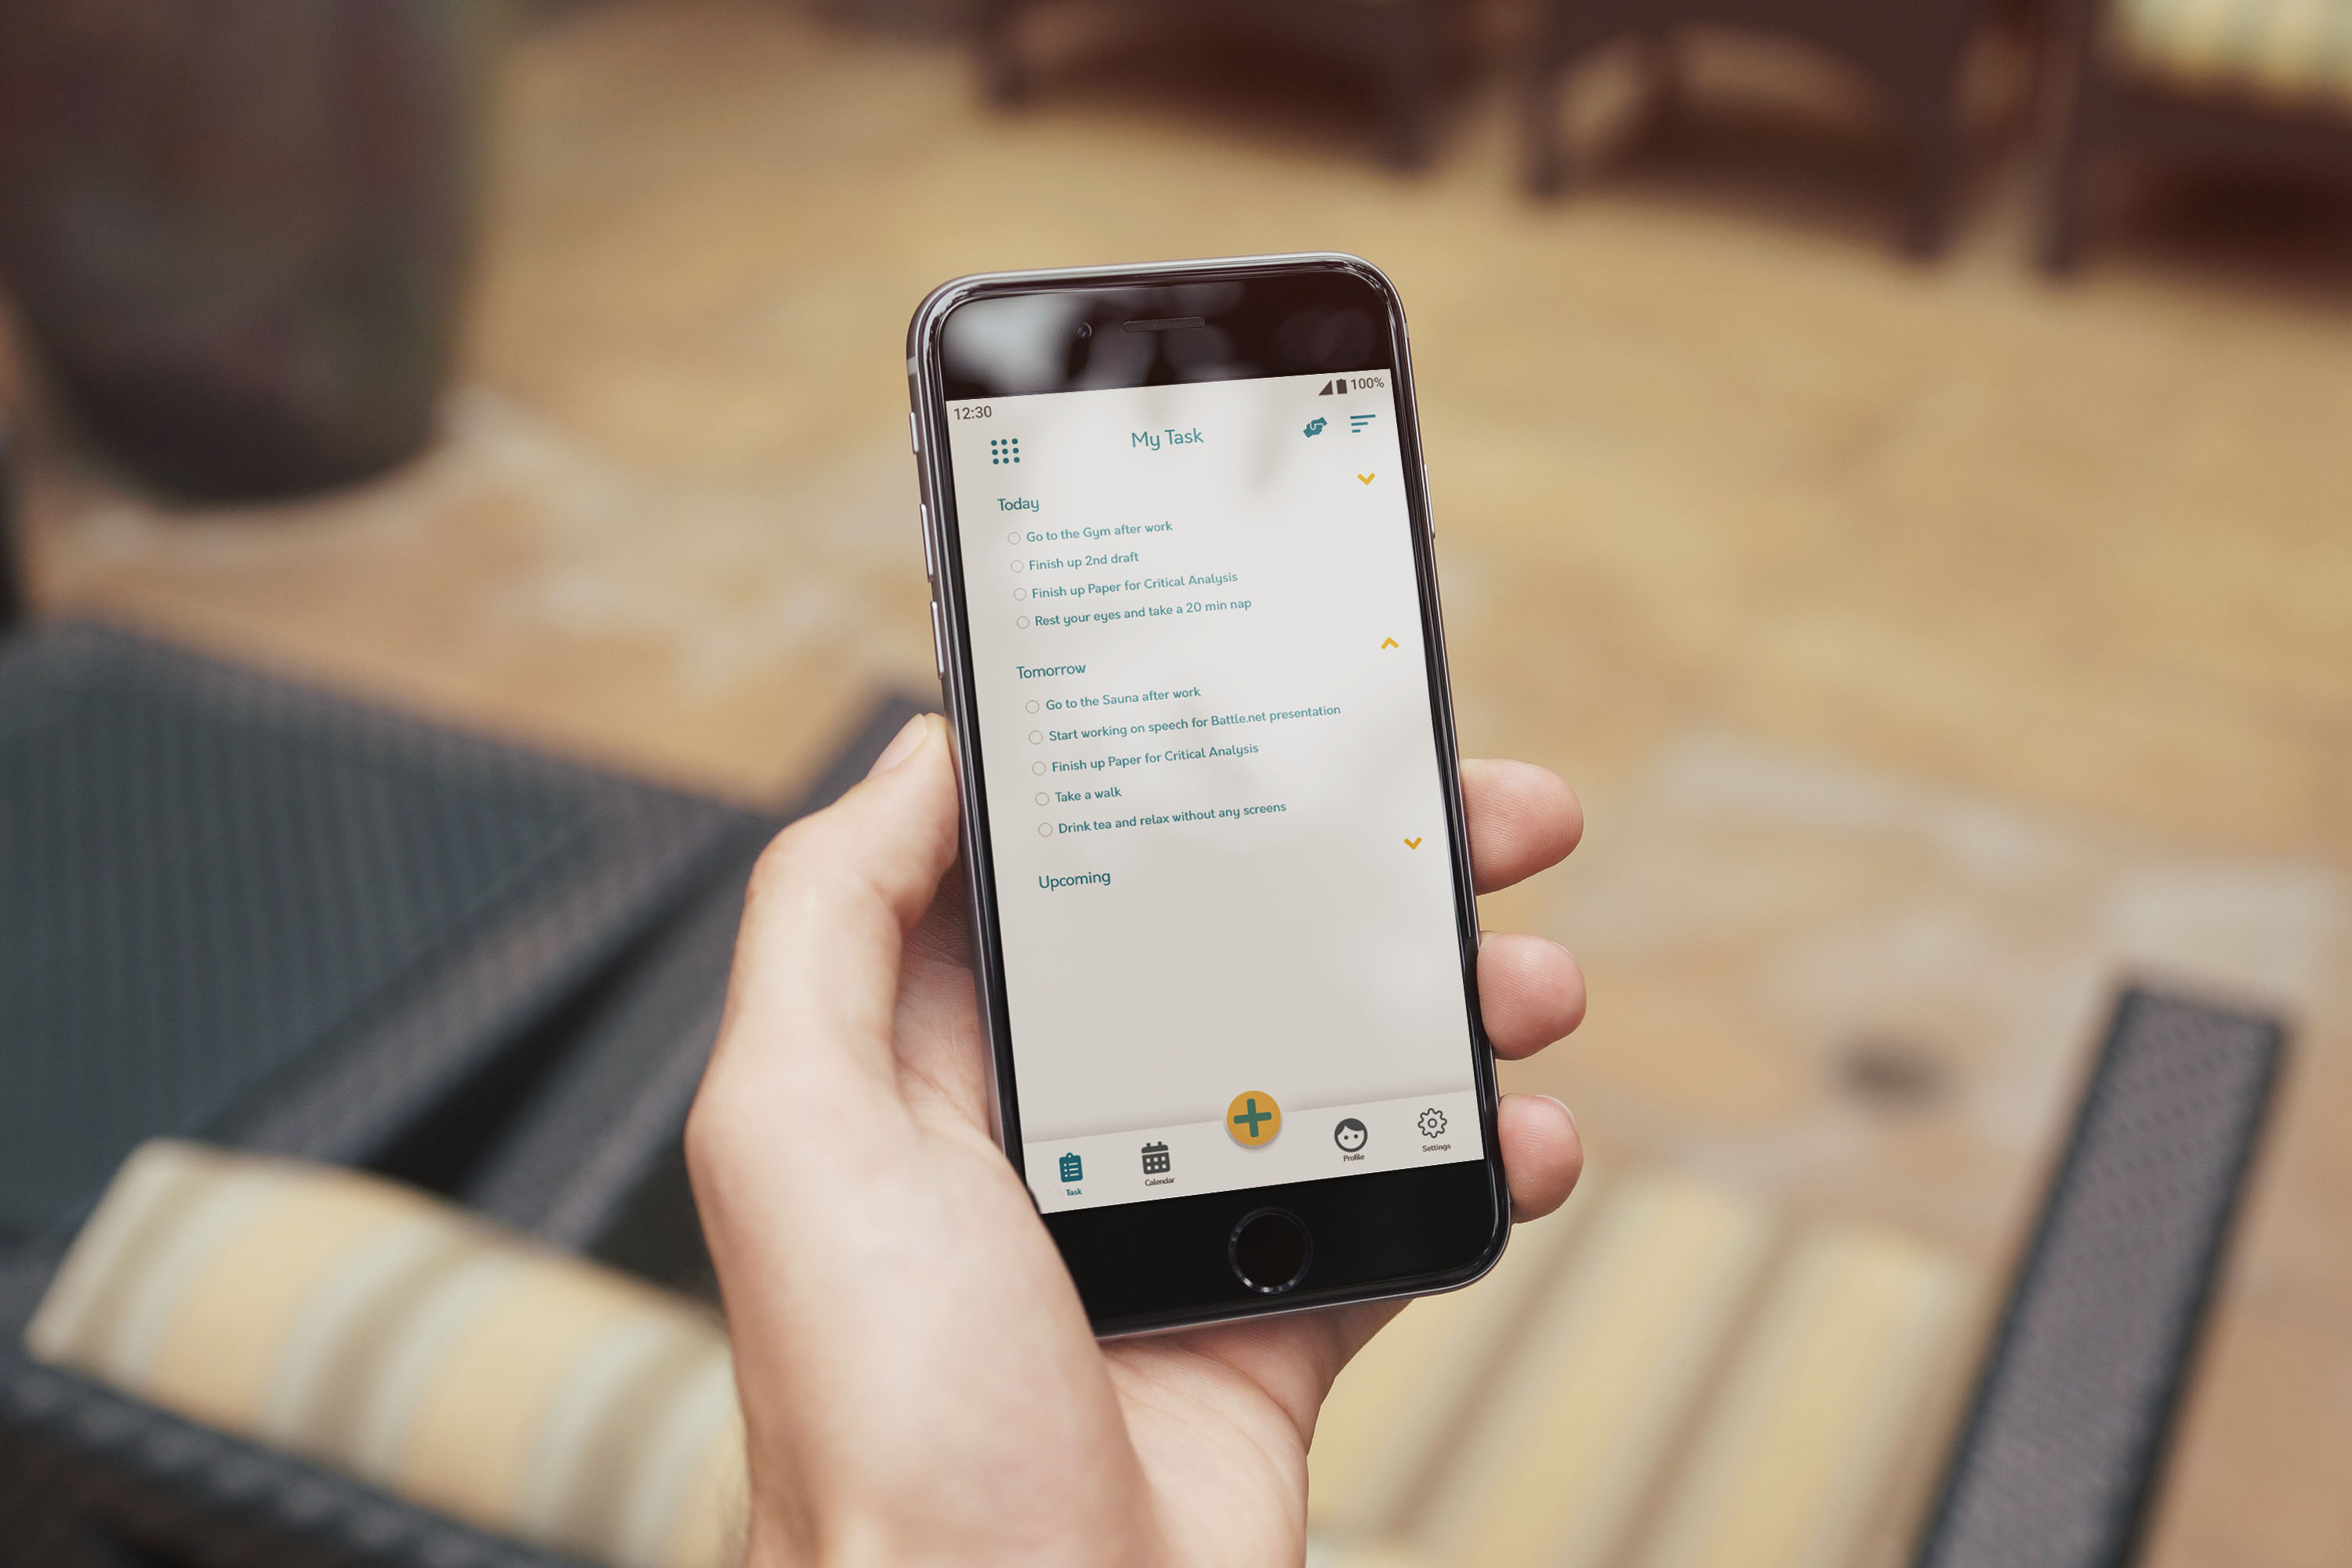 12:30
100%
My Task
Today
Go to the Gym after work
Finish up 2nd draft
Finish up Paper for Critical Analysis
Rest your eyes and take a 20 min nap
Tomorrow
Go to the Sauna after work
Start working on speech for Battle.net presentation
Finish up Paper for Critical Analysis
Take a walk
Drink tea and relax without any screens
Upcoming
Task
Calendar
Profile
Settings